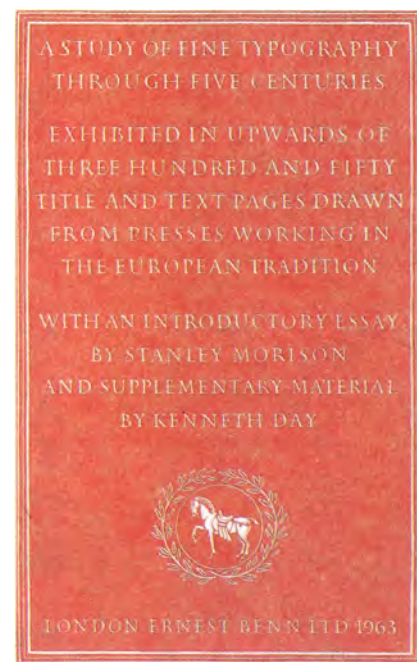 A STUDY OF FINE TYPOGRAPHY
THROUGH FIVE CENTURIES
EXHIBITED IN UPWARDS OF
THREE HUNDRED AND FIFTY
TITLE AND TEXT PAGES DRAWN
FROM PRESSES WORKING IN
THE EUROPEAN TRADITION
WITH AN INTRODUCTORY ESSAY
BY STANLEY MORISON
AND SUPPLEMENTARY MATERIAL
BY KENNETH DAY
LONDON ERNEST BENN LTD 1963